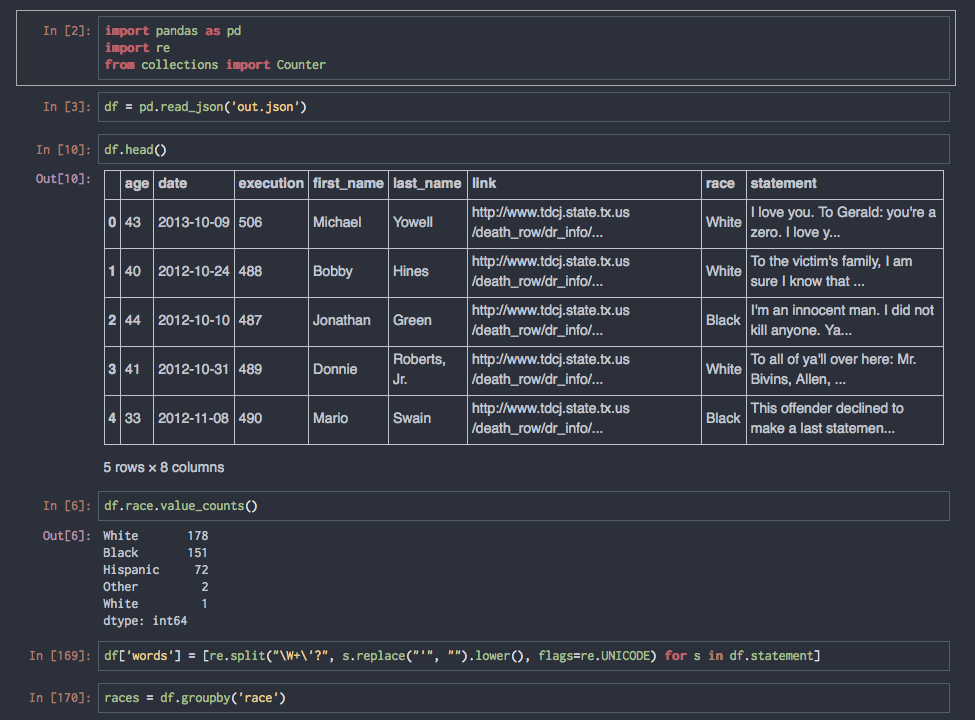 In [2]: import pandas as pd
import re
from collections import Counter
In [3]: df = pd.read_json('out.json')
In [10]: df.head()
Out[10]:
age date execution first_name last_name link race statement
0 43 2013-10-09 506 Michael Yowell http://www.tdcj.state.tx.us White I love you. To Gerald: you're a
/death_row/dr_info/... zero. I love y...
1 40 2012-10-24 488 Bobby Hines http://www.tdcj.state.tx.us White To the victim's family, I am
/death_row/dr_info/... sure I know that ...
2 44 2012-10-10 487 Jonathan Green http://www.tdcj.state.tx.us Black I'm an innocent man. I did not
/death_row/dr_info/... kill anyone. Ya...
3 41 2012-10-31 489 Donnie Roberts, http://www.tdcj.state.tx.us White To all of ya'll over here: Mr.
Jr. /death_row/dr_info/... Bivins, Allen, ...
4 33 2012-11-08 490 Mario Swain http://www.tdcj.state.tx.us Black This offender declined to
/death_row/dr_info/... make a last statemen...
5 rows × 8 columns
In [6]: df.race.value_counts()
Out[6]: White 178
Black 151
Hispanic 72
Other 2
White 1
dtype: int64
In [169]: df['words'] = [re.split("\W+\'?", s.replace("'", "").lower(), flags=re.UNICODE) for s in df.statement]
In [170]: races = df.groupby('race')